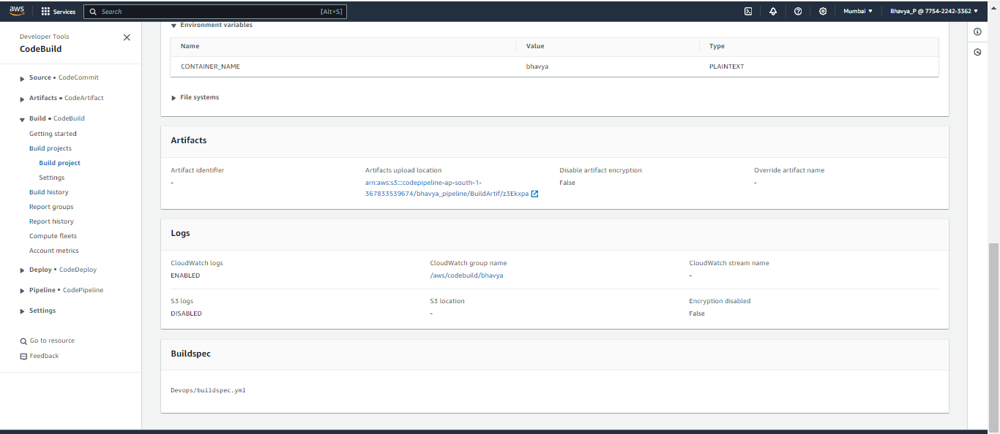 aws Services Search [Alt+S] Mumbai ▼ Bhavya_P @ 7754-2242-3362 ▼
Developer Tools
CodeBuild
Source • CodeCommit
Artifacts • CodeArtifact
Build • CodeBuild
Getting started
Build projects
Build project
Settings
Build history
Report groups
Report history
Compute fleets
Account metrics
Deploy • CodeDeploy
Pipeline • CodePipeline
Settings
Go to resource
Feedback
Environment variables
Name Value Type
CONTAINER_NAME bhavya PLAINTEXT
File systems
Artifacts
Artifact identifier Artifacts upload location Disable artifact encryption Override artifact name
- arn:aws:s3:::codepipeline-ap-south-1- False -
367833539674/bhavya_pipeline/BuildArtif/z3Ekxpa
Logs
CloudWatch logs CloudWatch group name CloudWatch stream name
ENABLED /aws/codebuild/bhavya -
S3 logs S3 location Encryption disabled
DISABLED - False
Buildspec
Devops/buildspec.yml